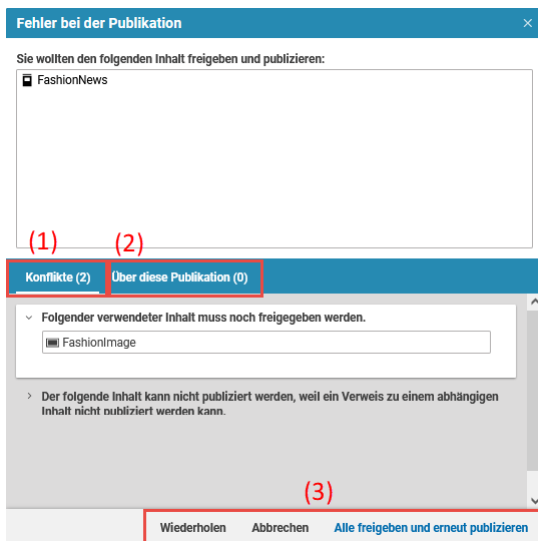 Fehler bei der Publikation
Sie wollten den folgenden Inhalt freigeben und publizieren:
FashionNews
(1)
(2)
Konflikte (2)
Über diese Publikation (0)
Folgender verwendeter Inhalt muss noch freigegeben werden.
FashionImage
Der folgende Inhalt kann nicht publiziert werden, weil ein Verweis zu einem abhängigen
Inhalt nicht publiziert werden kann.
(3)
Wiederholen
Abbrechen
Alle freigeben und erneut publizieren